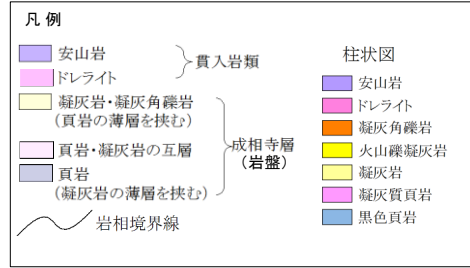 凡 例
安山岩
ドレライト
貫入岩類
凝灰岩・凝灰角礫岩
(頁岩の薄層を挟む)
頁岩・凝灰岩の互層
頁岩
(凝灰岩の薄層を挟む)
成相寺層
(岩盤)
岩相境界線
柱状図
安山岩
ドレライト
凝灰角礫岩
火山礫凝灰岩
凝灰岩
凝灰質頁岩
黒色頁岩